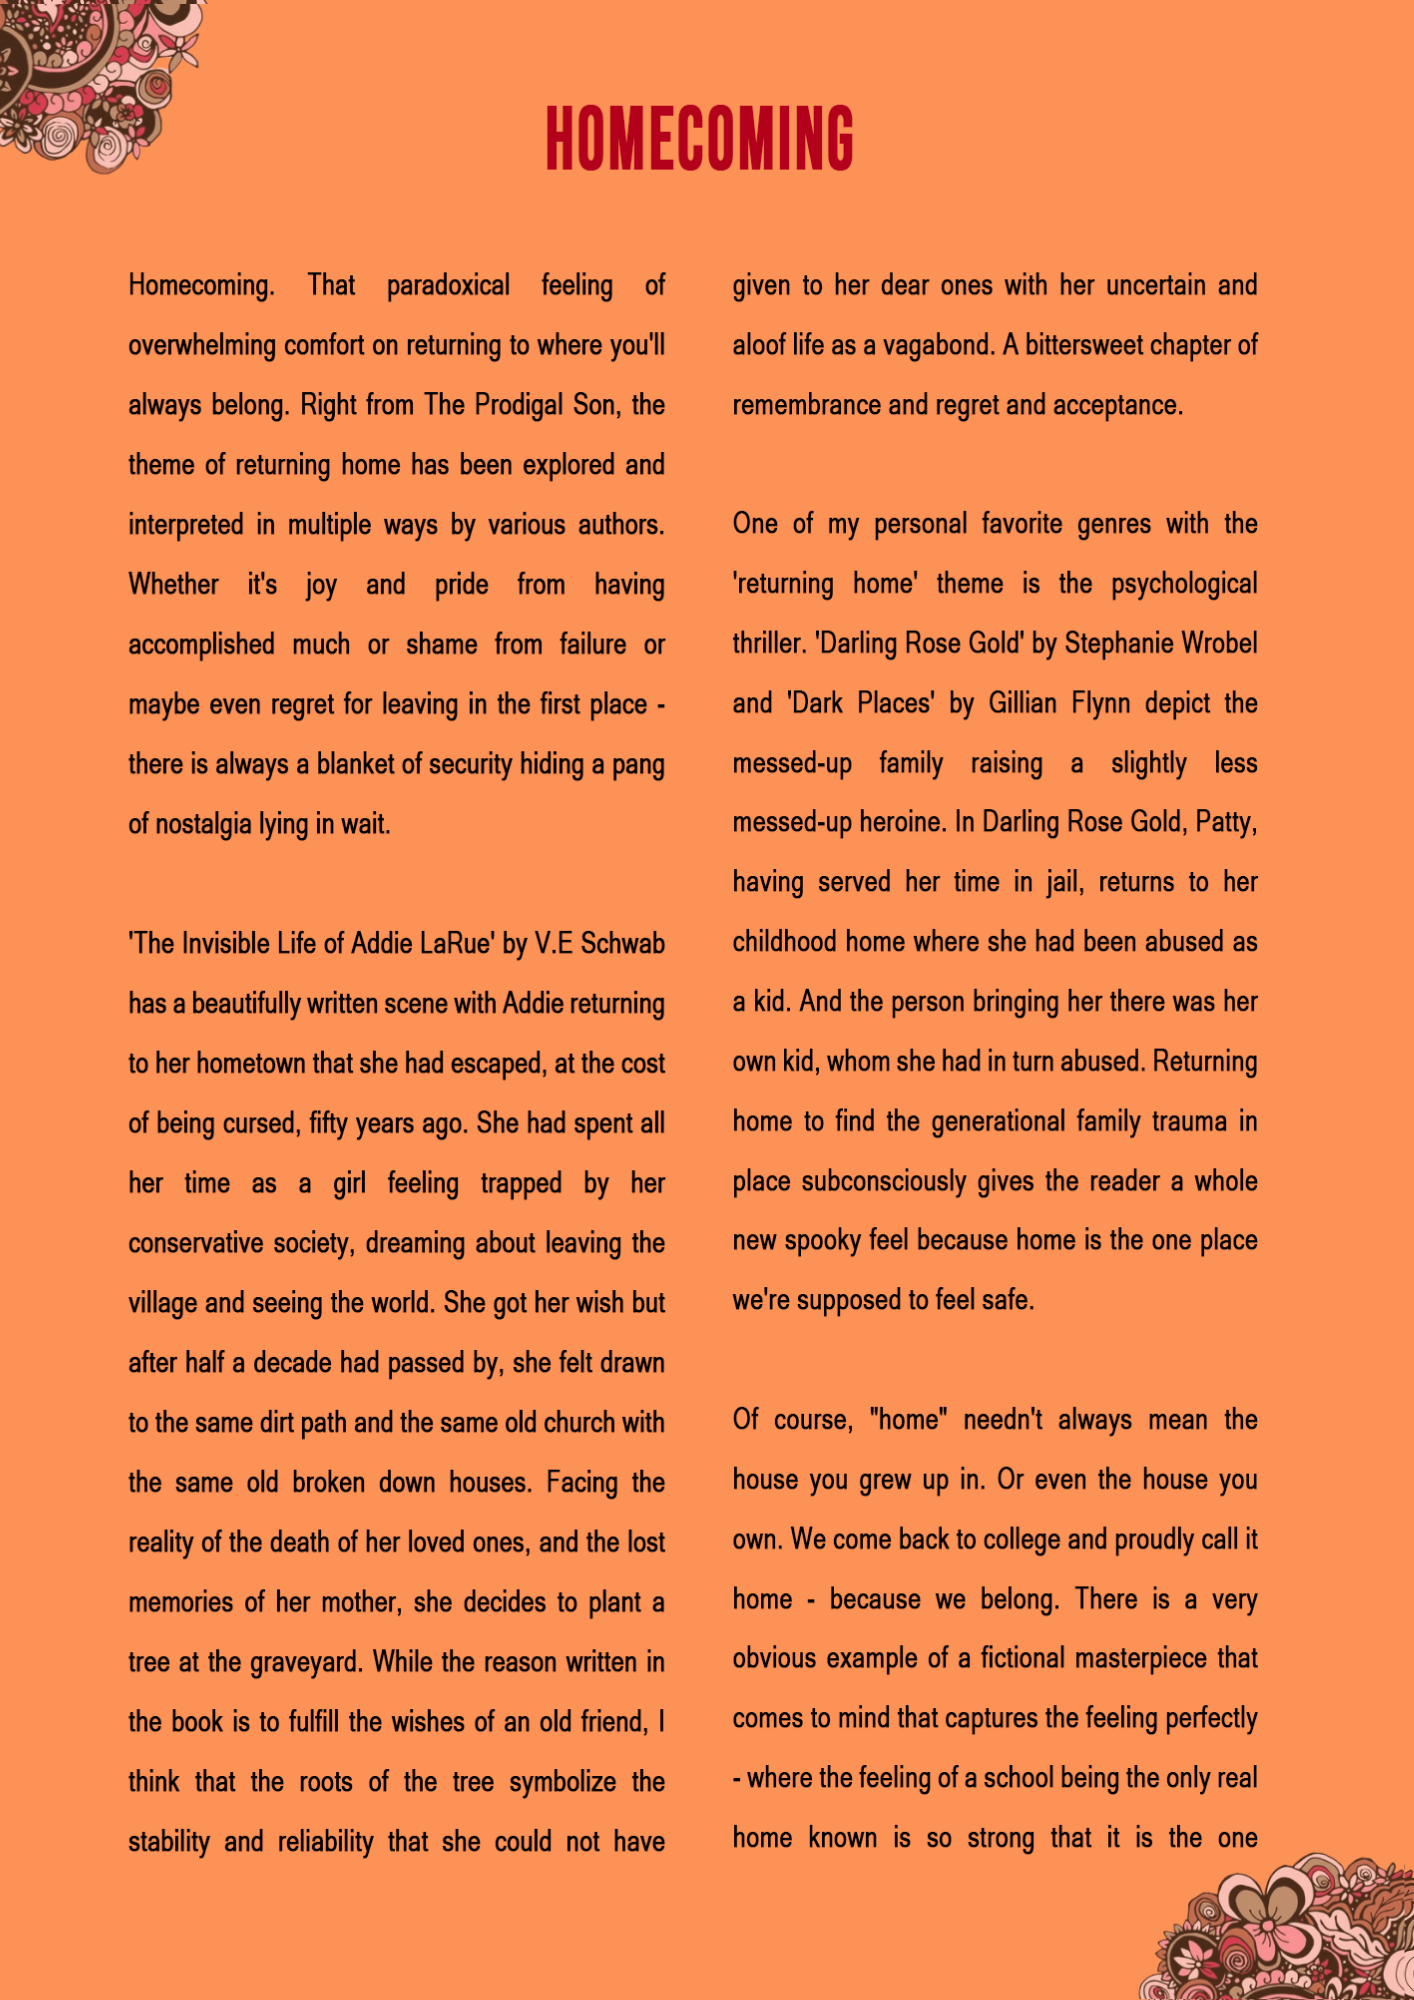 HOMECOMING
Homecoming. That paradoxical feeling of
overwhelming comfort on returning to where you'll
always belong. Right from The Prodigal Son, the
theme of returning home has been explored and
interpreted in multiple ways by various authors.
Whether it's joy and pride from having
accomplished much or shame from failure or
maybe even regret for leaving in the first place -
there is always a blanket of security hiding a pang
of nostalgia lying in wait.
'The Invisible Life of Addie LaRue' by V.E Schwab
has a beautifully written scene with Addie returning
to her hometown that she had escaped, at the cost
of being cursed, fifty years ago. She had spent all
her time as a girl feeling trapped by her
conservative society, dreaming about leaving the
village and seeing the world. She got her wish but
after half a decade had passed by, she felt drawn
to the same dirt path and the same old church with
the same old broken down houses. Facing the
reality of the death of her loved ones, and the lost
memories of her mother, she decides to plant a
tree at the graveyard. While the reason written in
the book is to fulfill the wishes of an old friend, I
think that the roots of the tree symbolize the
stability and reliability that she could not have
given to her dear ones with her uncertain and
aloof life as a vagabond. A bittersweet chapter of
remembrance and regret and acceptance.
One of my personal favorite genres with the
'returning home' theme is the psychological
thriller. 'Darling Rose Gold' by Stephanie Wrobel
and 'Dark Places' by Gillian Flynn depict the
messed-up family raising a slightly less
messed-up heroine. In Darling Rose Gold, Patty,
having served her time in jail, returns to her
childhood home where she had been abused as
a kid. And the person bringing her there was her
own kid, whom she had in turn abused. Returning
home to find the generational family trauma in
place subconsciously gives the reader a whole
new spooky feel because home is the one place
we're supposed to feel safe.
Of course, "home" needn't always mean the
house you grew up in. Or even the house you
own. We come back to college and proudly call it
home - because we belong. There is a very
obvious example of a fictional masterpiece that
comes to mind that captures the feeling perfectly
- where the feeling of a school being the only real
home known is so strong that it is the one